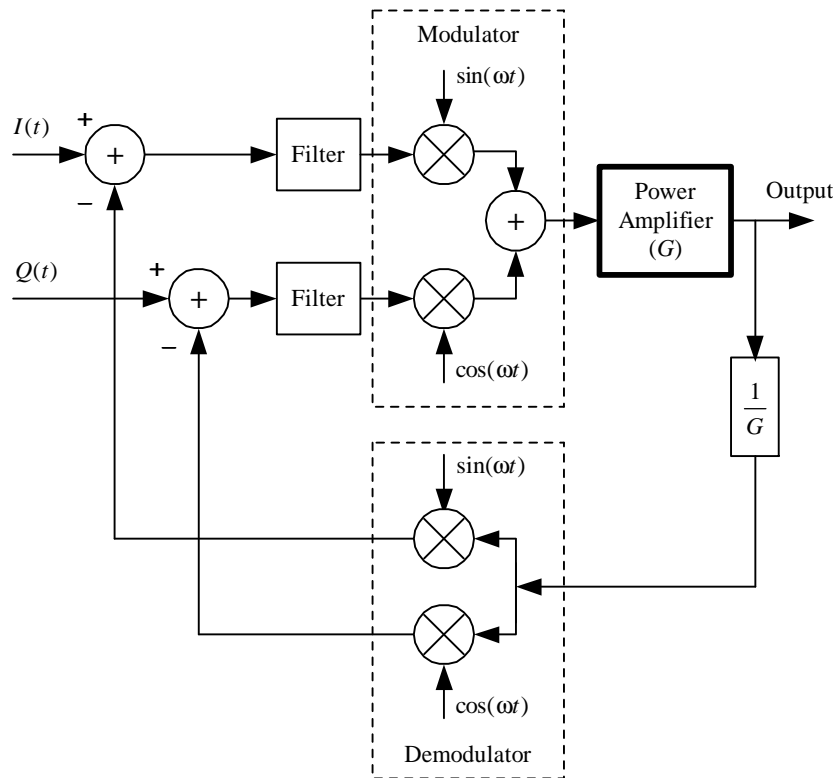 Modulator
sin(ωt)
+
I(t)
+
Filter
−
Power
Amplifier
(G)
Output
+
Q(t)
+
+
Filter
−
cos(ωt)
1
G
sin(ωt)
cos(ωt)
Demodulator